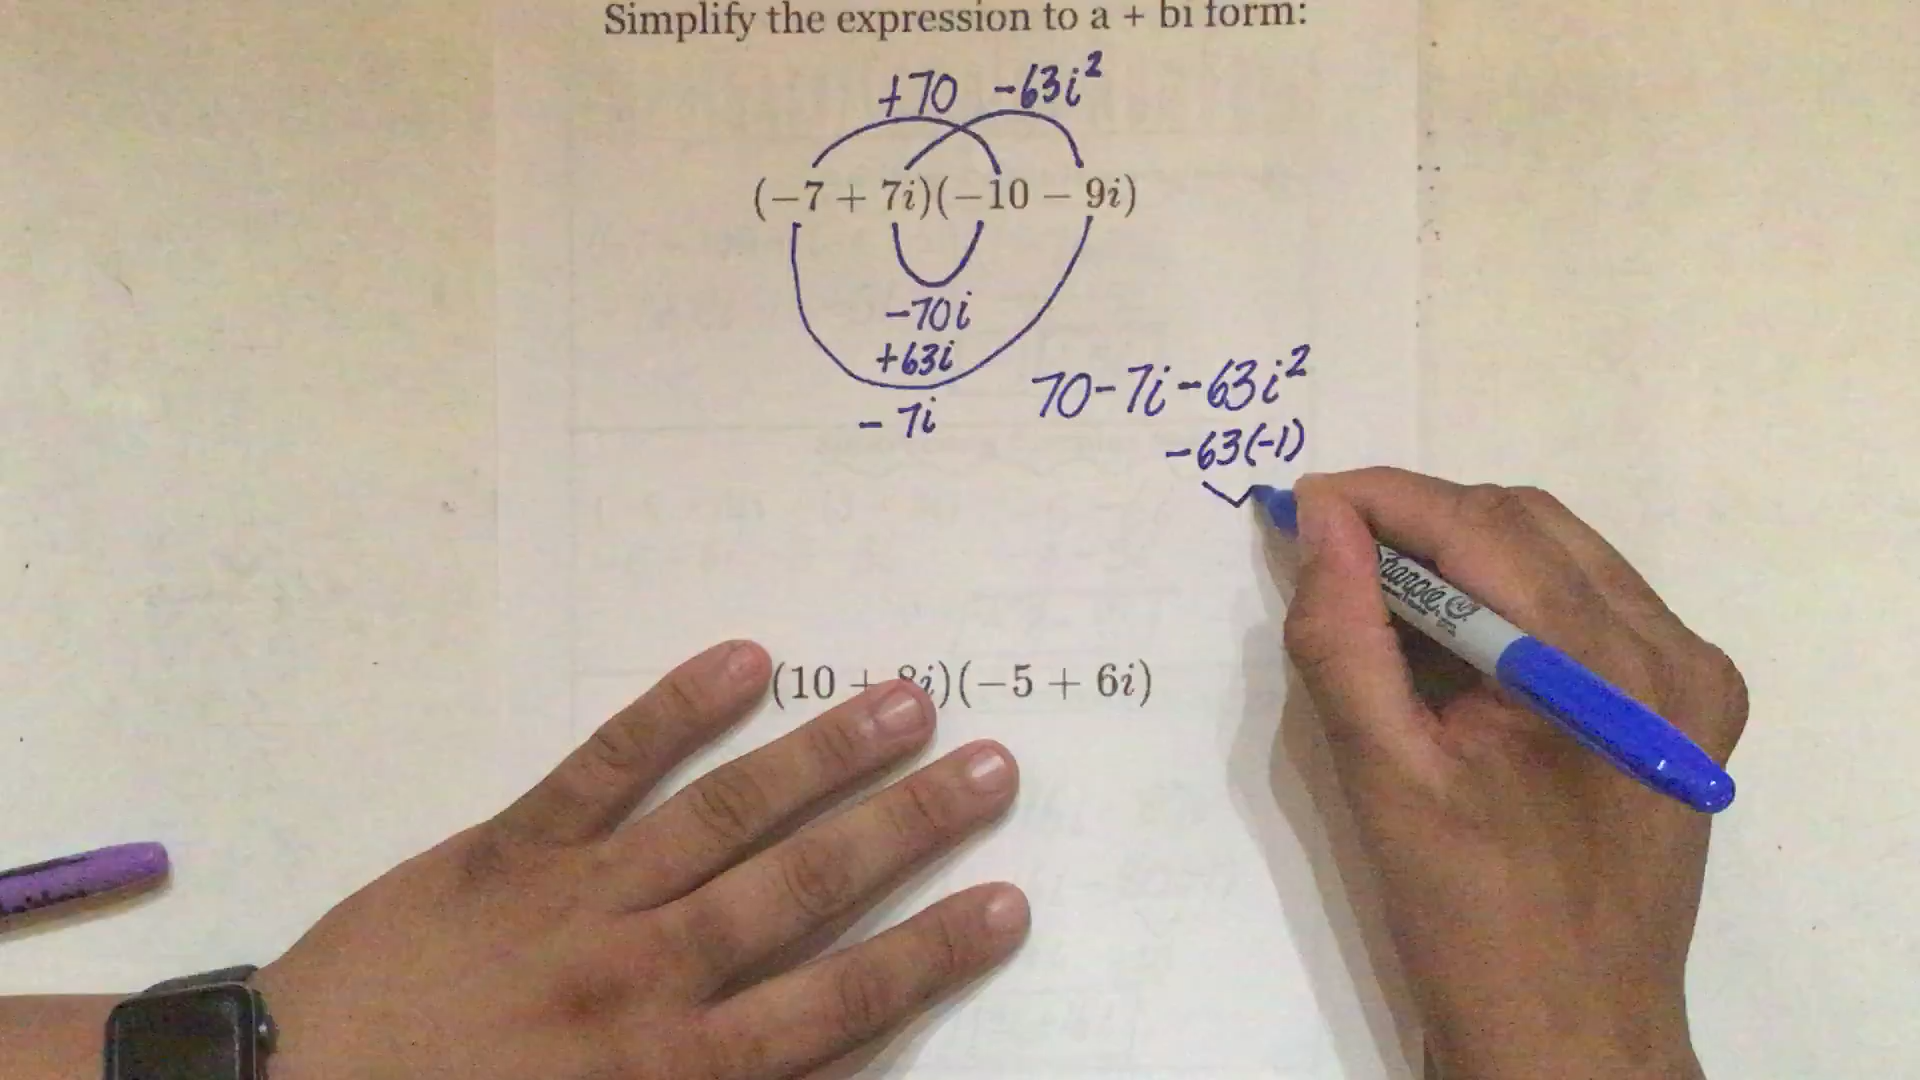 Simplify the expression to a + bi form:
+70 -63i²
(−7 + 7i)(−10 − 9i)
-70i
+63i
-7i
70-7i-63i²
-63(-1)
Sharpie
(10 + 8i)(−5 + 6i)